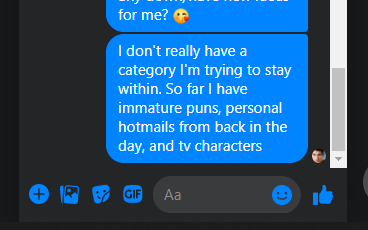 for me? 😘
I don't really have a
category I'm trying to stay
within. So far I have
immature puns, personal
hotmails from back in the
day, and tv characters
GIF
Aa